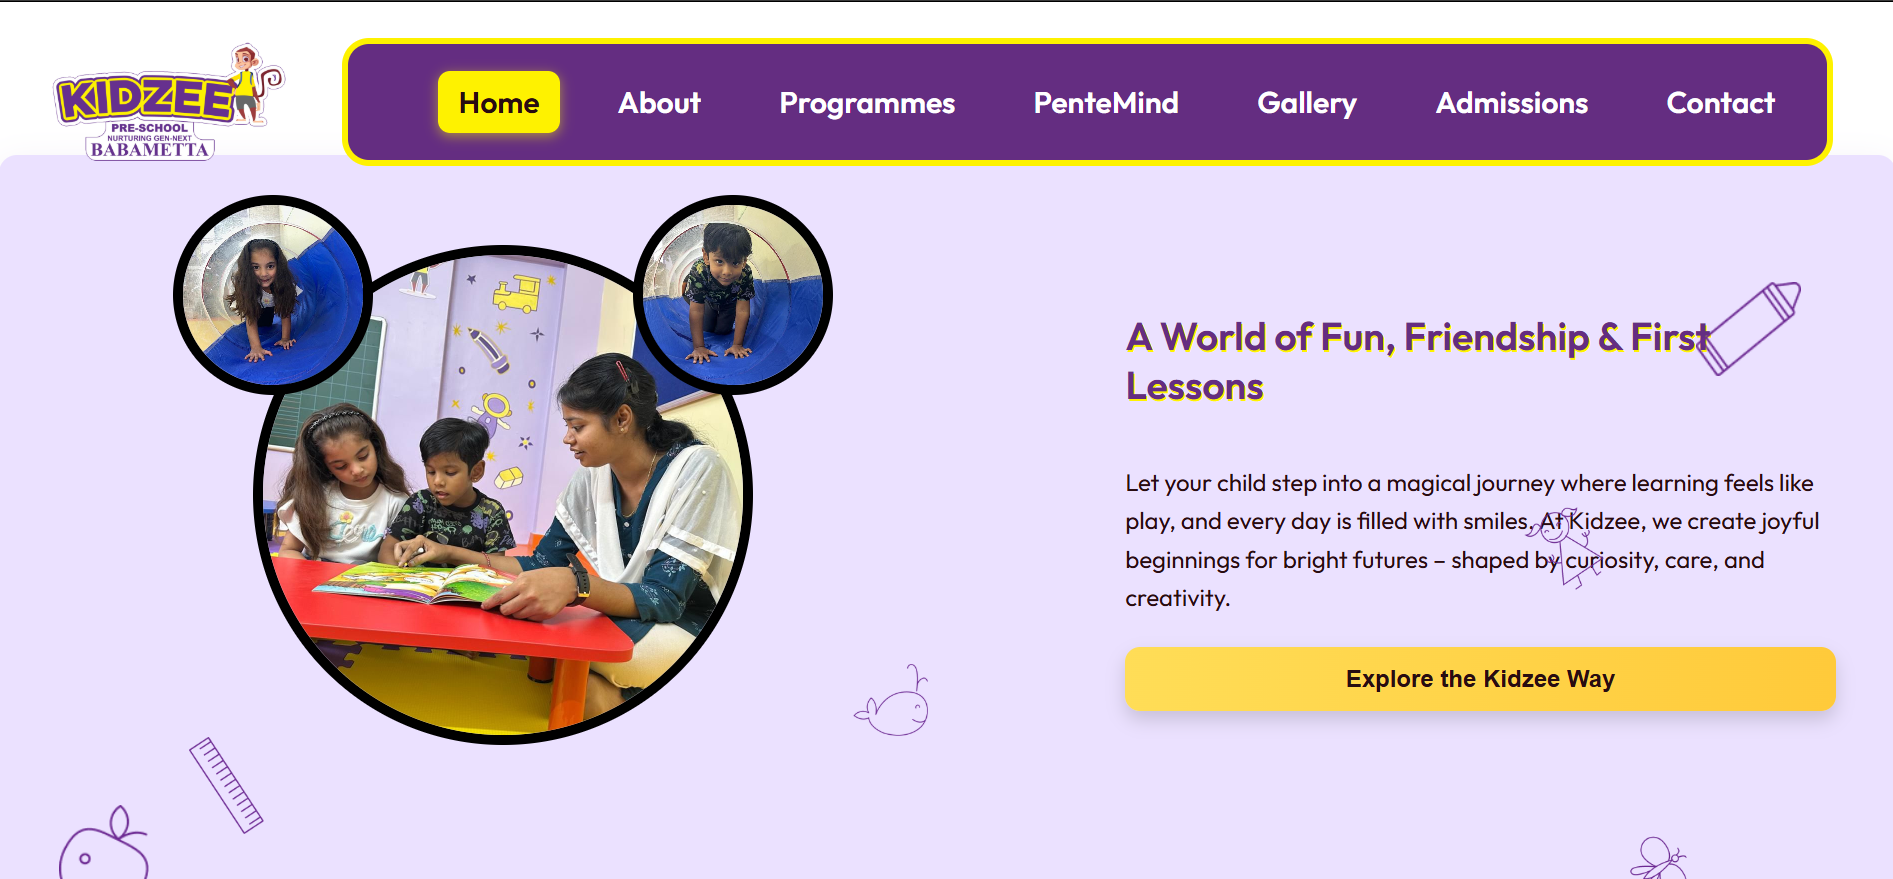 KIDZEE
PRE-SCHOOL
NURTURING GEN-NEXT
BABAMETTA
Home
About
Programmes
PenteMind
Gallery
Admissions
Contact
A World of Fun, Friendship & First
Lessons
Let your child step into a magical journey where learning feels like
play, and every day is filled with smiles. At Kidzee, we create joyful
beginnings for bright futures – shaped by curiosity, care, and
creativity.
Explore the Kidzee Way